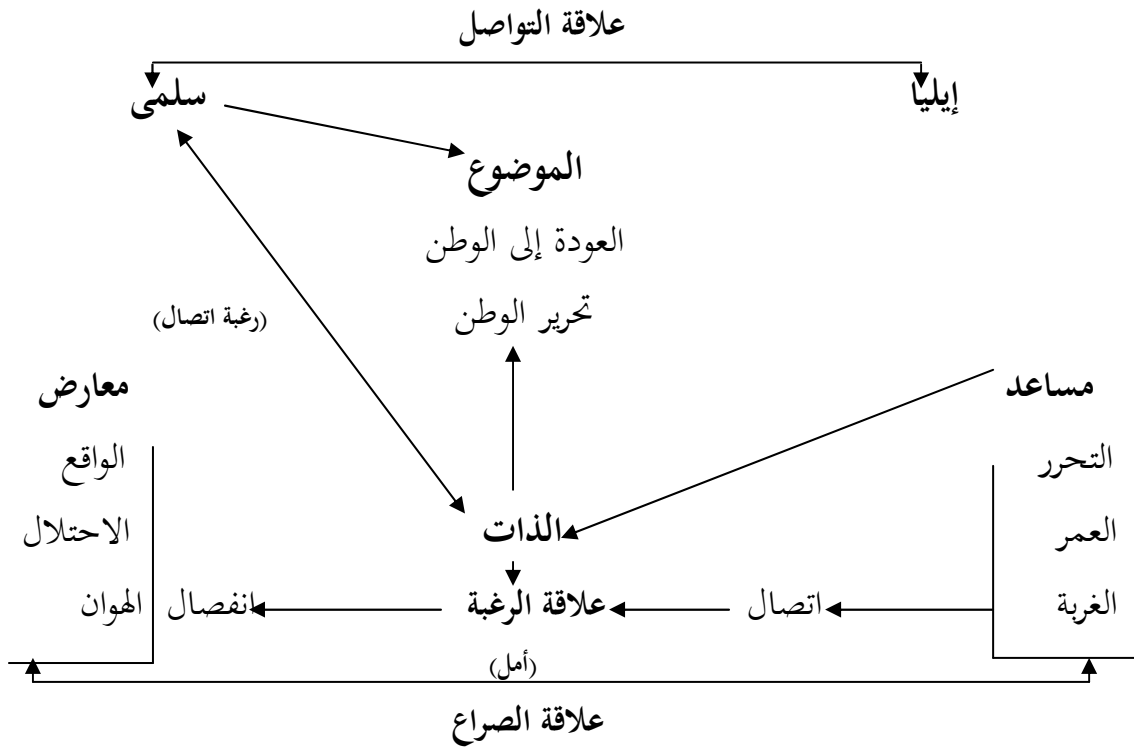 علاقة التواصل
إيليا سلمى
الموضوع
العودة إلى الوطن
تحرير الوطن
(رغبة اتصال)
مساعد معارض
التحرر الواقع
العمر الذات الاحتلال
الغربة اتصال علاقة الرغبة انفصال الهوان
(أمل)
علاقة الصراع